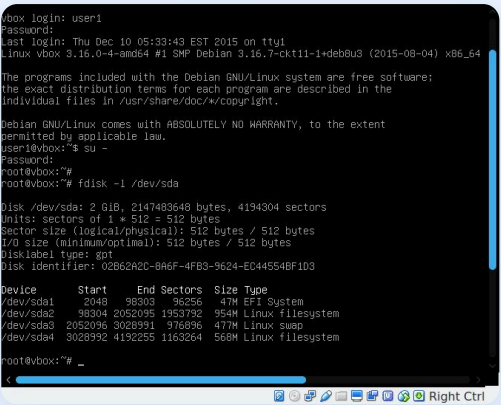 vbox login: user1
Password:
Last login: Thu Dec 10 05:33:43 EST 2015 on tty1
Linux vbox 3.16.0-4-amd64 #1 SMP Debian 3.16.7-ckt11-1+deb8u3 (2015-08-04) x86_64
The programs included with the Debian GNU/Linux system are free software;
the exact distribution terms for each program are described in the
individual files in /usr/share/doc/*/copyright.
Debian GNU/Linux comes with ABSOLUTELY NO WARRANTY, to the extent
permitted by applicable law.
user1@vbox:~$ su -
Password:
root@vbox:~#
root@vbox:~# fdisk -l /dev/sda
Disk /dev/sda: 2 GiB, 2147483648 bytes, 4194304 sectors
Units: sectors of 1 * 512 = 512 bytes
Sector size (logical/physical): 512 bytes / 512 bytes
I/O size (minimum/optimal): 512 bytes / 512 bytes
Disklabel type: gpt
Disk identifier: 02B62A2C-8A6F-4FB3-9624-EC44554BF1D3
Device Start End Sectors Size Type
/dev/sda1 2048 98303 96256 47M EFI System
/dev/sda2 98304 2052095 1953792 954M Linux filesystem
/dev/sda3 2052096 3028991 976896 477M Linux swap
/dev/sda4 3028992 4192255 1163264 568M Linux filesystem
root@vbox:~# _
Right Ctrl